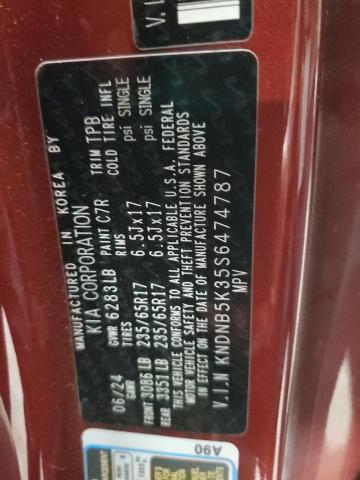 MANUFACTURED IN KOREA BY
KIA CORPORATION
GVWR 6283LB PAINT C7R TRIM TPB
06/24 GAWR TIRES RIMS COLD TIRE INFL
FRONT 3086 LB 235/65R17 6.5Jx17 psi SINGLE
REAR 3351 LB 235/65R17 6.5Jx17 psi SINGLE
THIS VEHICLE CONFORMS TO ALL APPLICABLE U.S.A. FEDERAL
MOTOR VEHICLE SAFETY AND THEFT PREVENTION STANDARDS
IN EFFECT ON THE DATE OF MANUFACTURE SHOWN ABOVE
V.I.N KNDNB5K35S6474787
MPV
A90